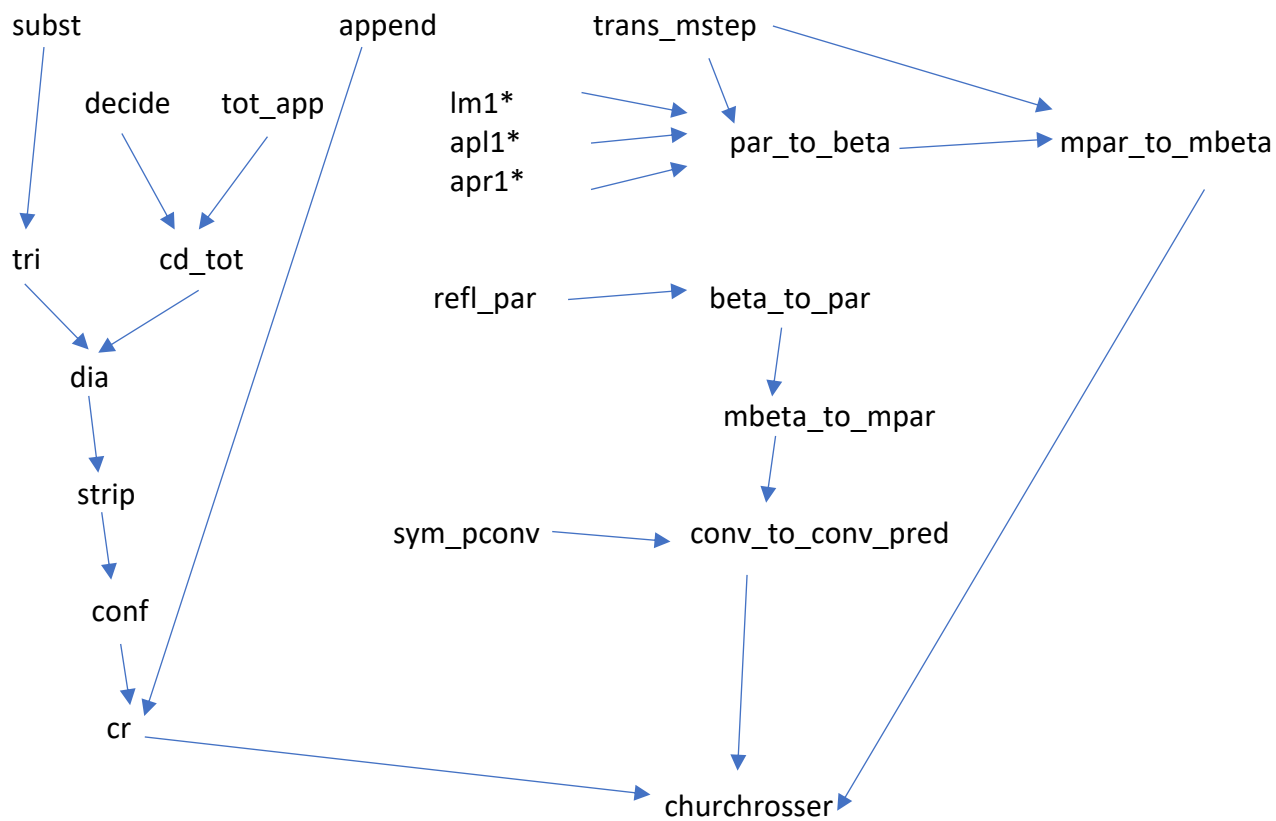 subst
append
trans_mstep
decide
tot_app
lm1*
apl1*
apr1*
par_to_beta
mpar_to_mbeta
tri
cd_tot
refl_par
beta_to_par
dia
mbeta_to_mpar
strip
sym_pconv
conv_to_conv_pred
conf
cr
churchrosser